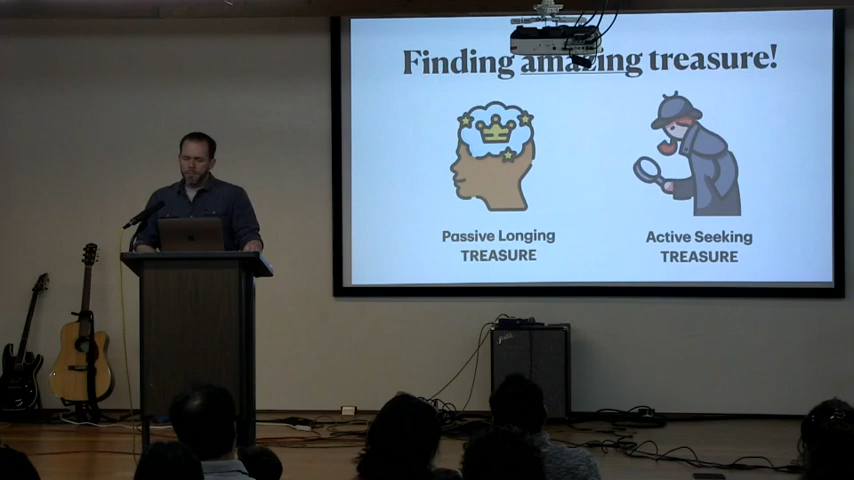 Finding amazing treasure!
Passive Longing
TREASURE
Active Seeking
TREASURE